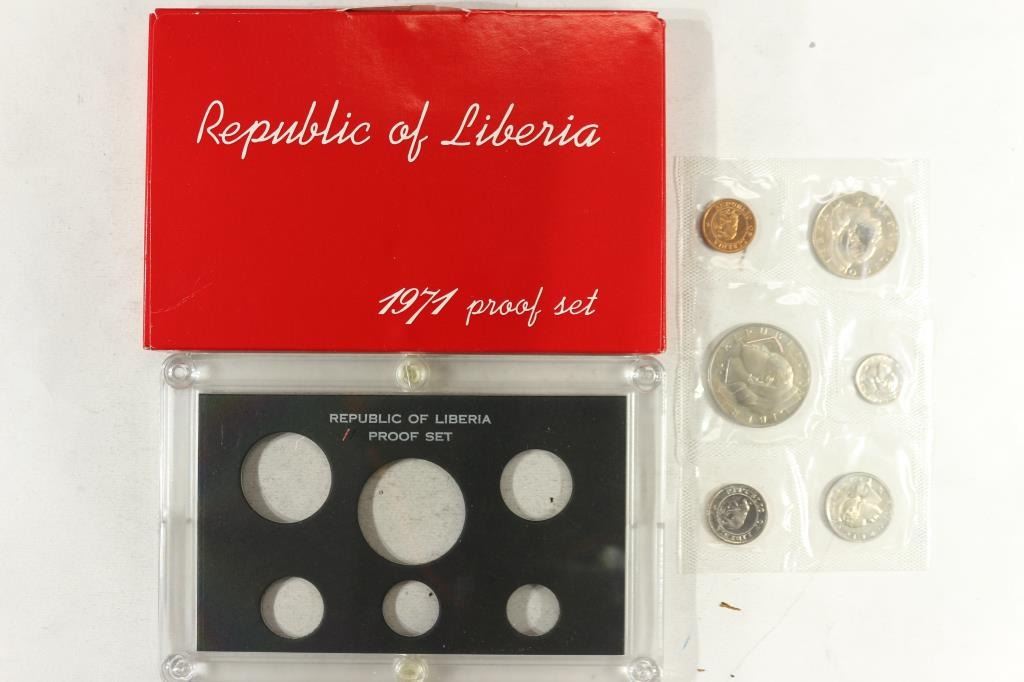 Republic of Liberia
1971 proof set
REPUBLIC OF LIBERIA
PROOF SET